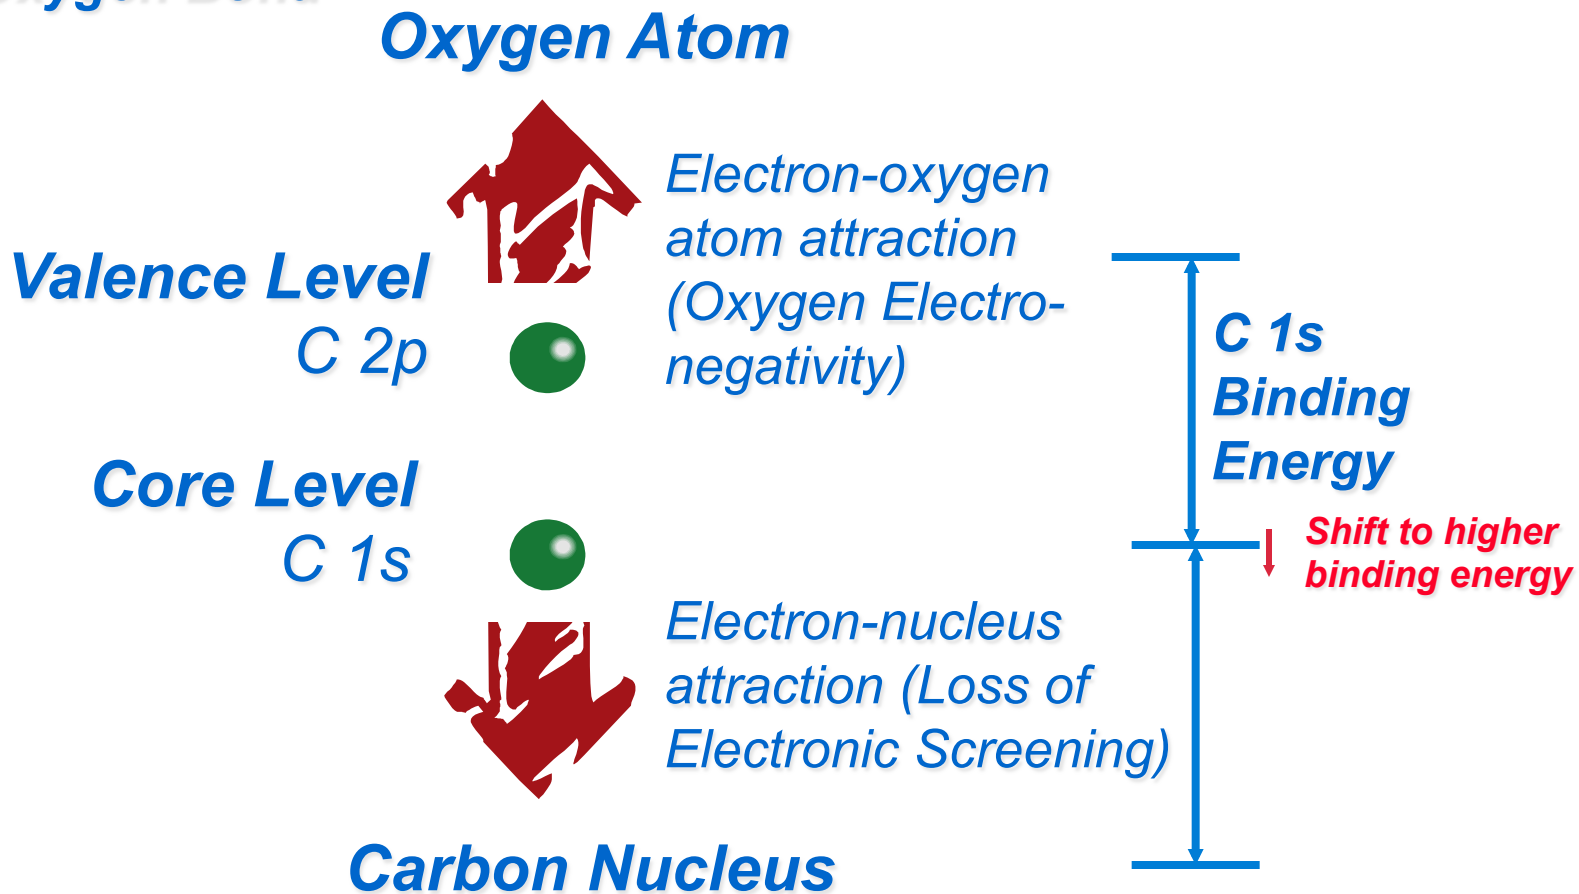 Oxygen Atom
Electron-oxygen
atom attraction
(Oxygen Electro-
negativity)
Valence Level
C 2p
C 1s
Binding
Energy
Core Level
C 1s
Shift to higher
binding energy
Electron-nucleus
attraction (Loss of
Electronic Screening)
Carbon Nucleus